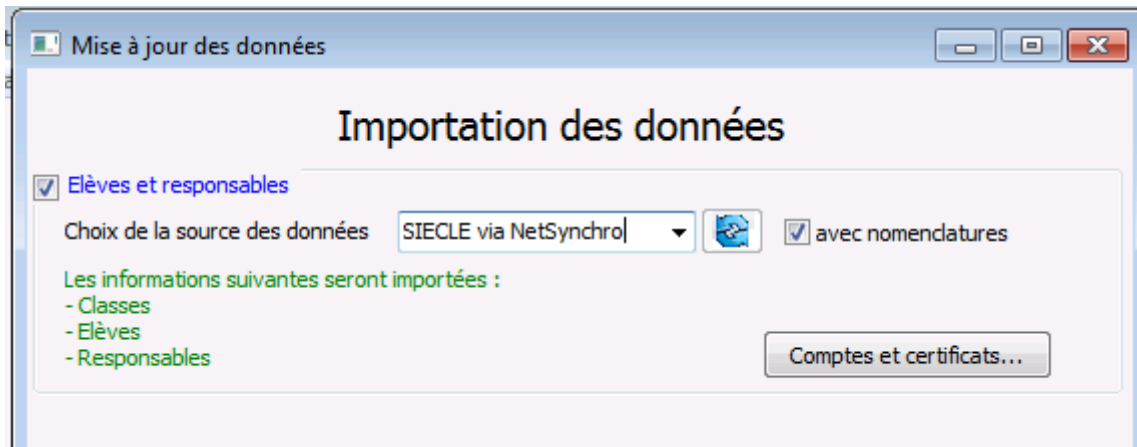 Mise à jour des données
Importation des données
Elèves et responsables
Choix de la source des données SIECLE via NetSynchro avec nomenclatures
Les informations suivantes seront importées :
- Classes
- Elèves
- Responsables
Comptes et certificats...